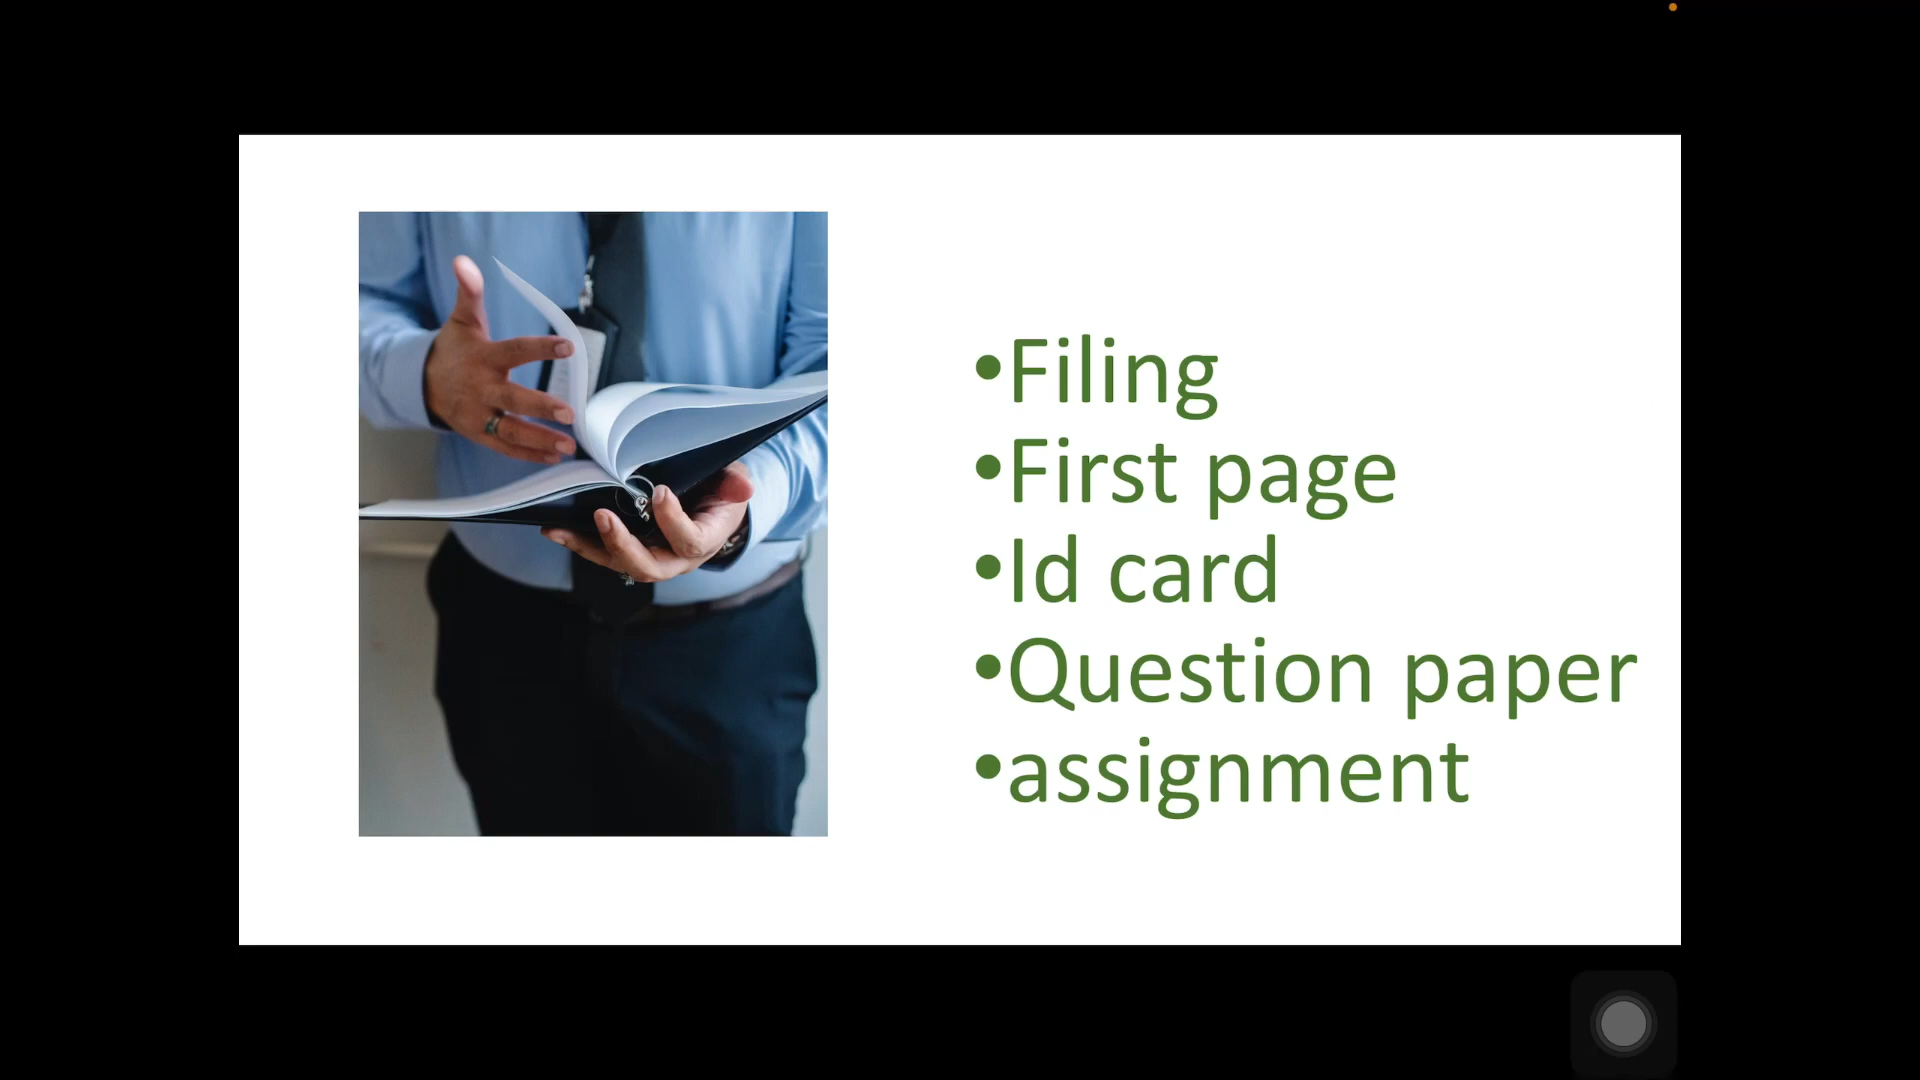 •Filing
•First page
•Id card
•Question paper
•assignment